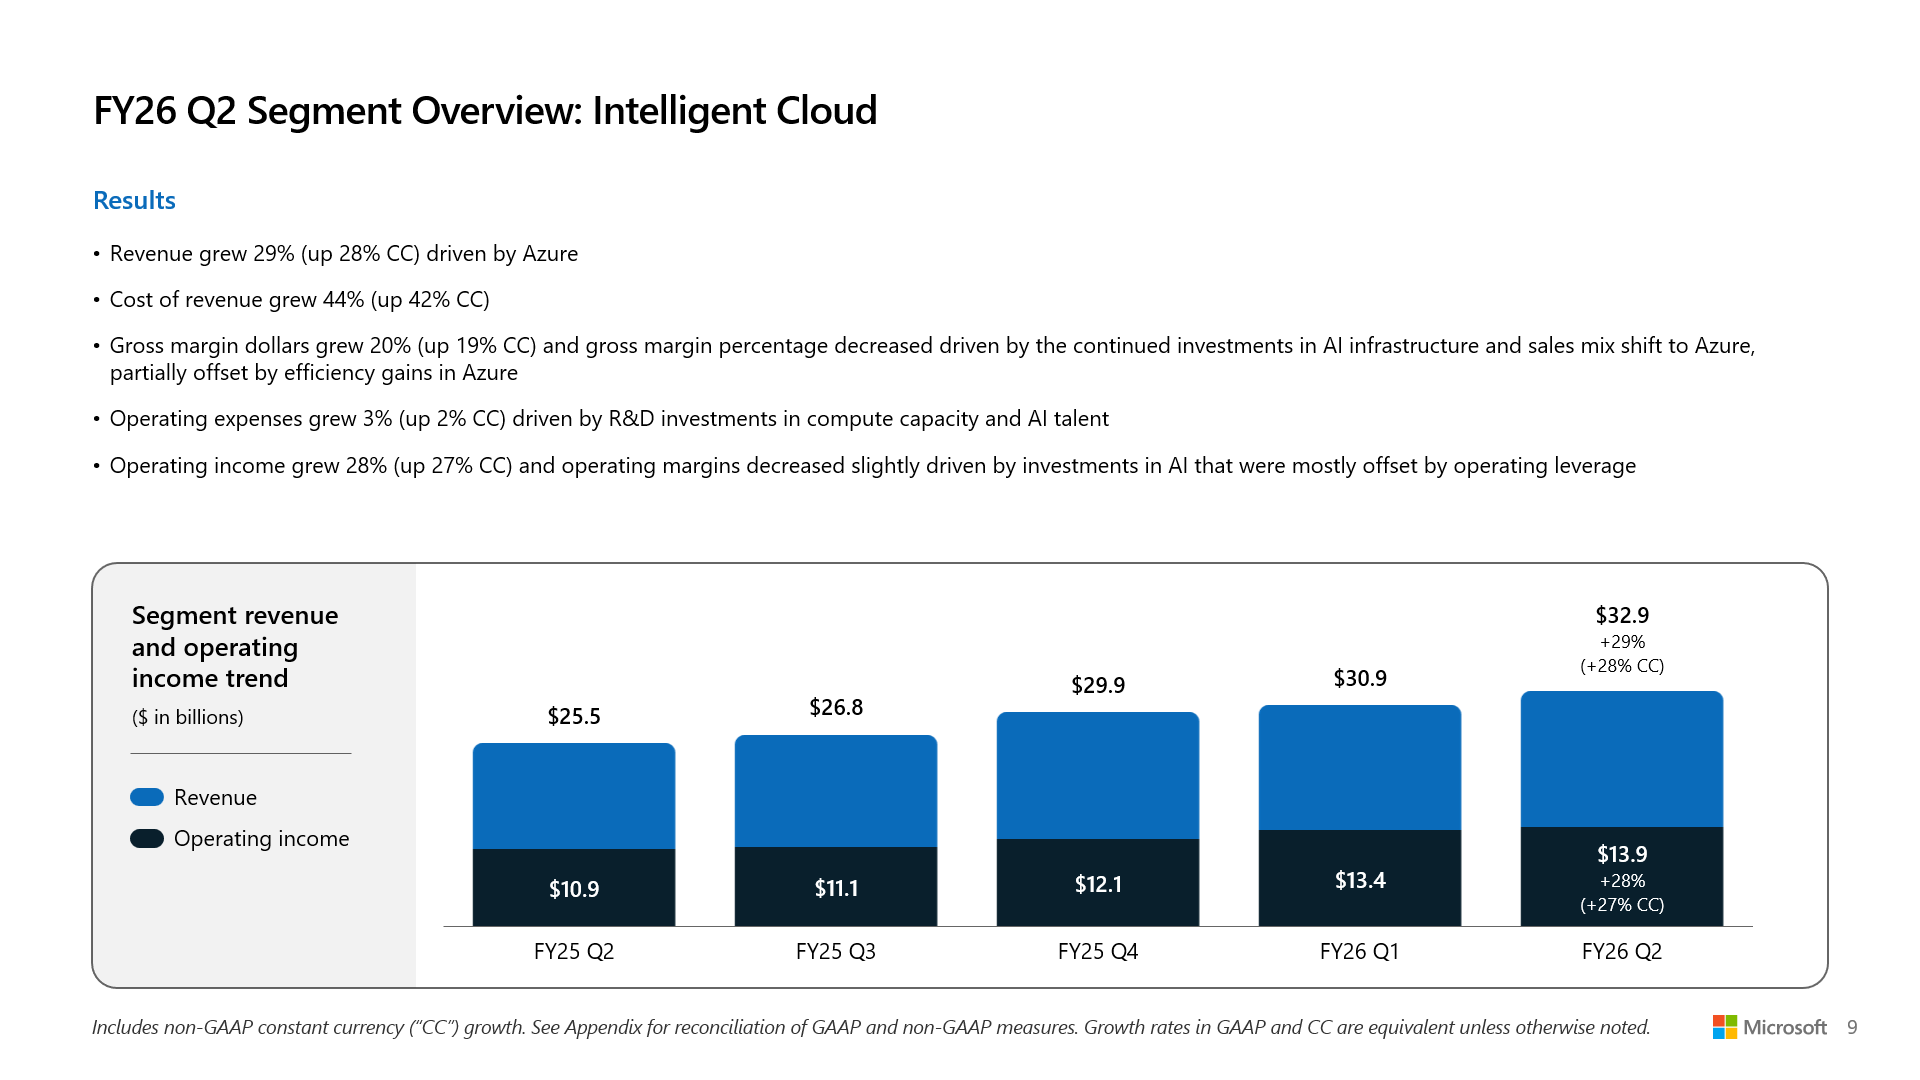 FY26 Q2 Segment Overview: Intelligent Cloud
Results
• Revenue grew 29% (up 28% CC) driven by Azure
• Cost of revenue grew 44% (up 42% CC)
• Gross margin dollars grew 20% (up 19% CC) and gross margin percentage decreased driven by the continued investments in AI infrastructure and sales mix shift to Azure,
partially offset by efficiency gains in Azure
• Operating expenses grew 3% (up 2% CC) driven by R&D investments in compute capacity and AI talent
• Operating income grew 28% (up 27% CC) and operating margins decreased slightly driven by investments in AI that were mostly offset by operating leverage
Segment revenue
and operating
income trend
($ in billions)
Revenue
Operating income
$25.5
$26.8
$29.9
$30.9
$32.9
+29%
(+28% CC)
$10.9
$11.1
$12.1
$13.4
$13.9
+28%
(+27% CC)
FY25 Q2
FY25 Q3
FY25 Q4
FY26 Q1
FY26 Q2
Includes non-GAAP constant currency (“CC”) growth. See Appendix for reconciliation of GAAP and non-GAAP measures. Growth rates in GAAP and CC are equivalent unless otherwise noted.
Microsoft
9